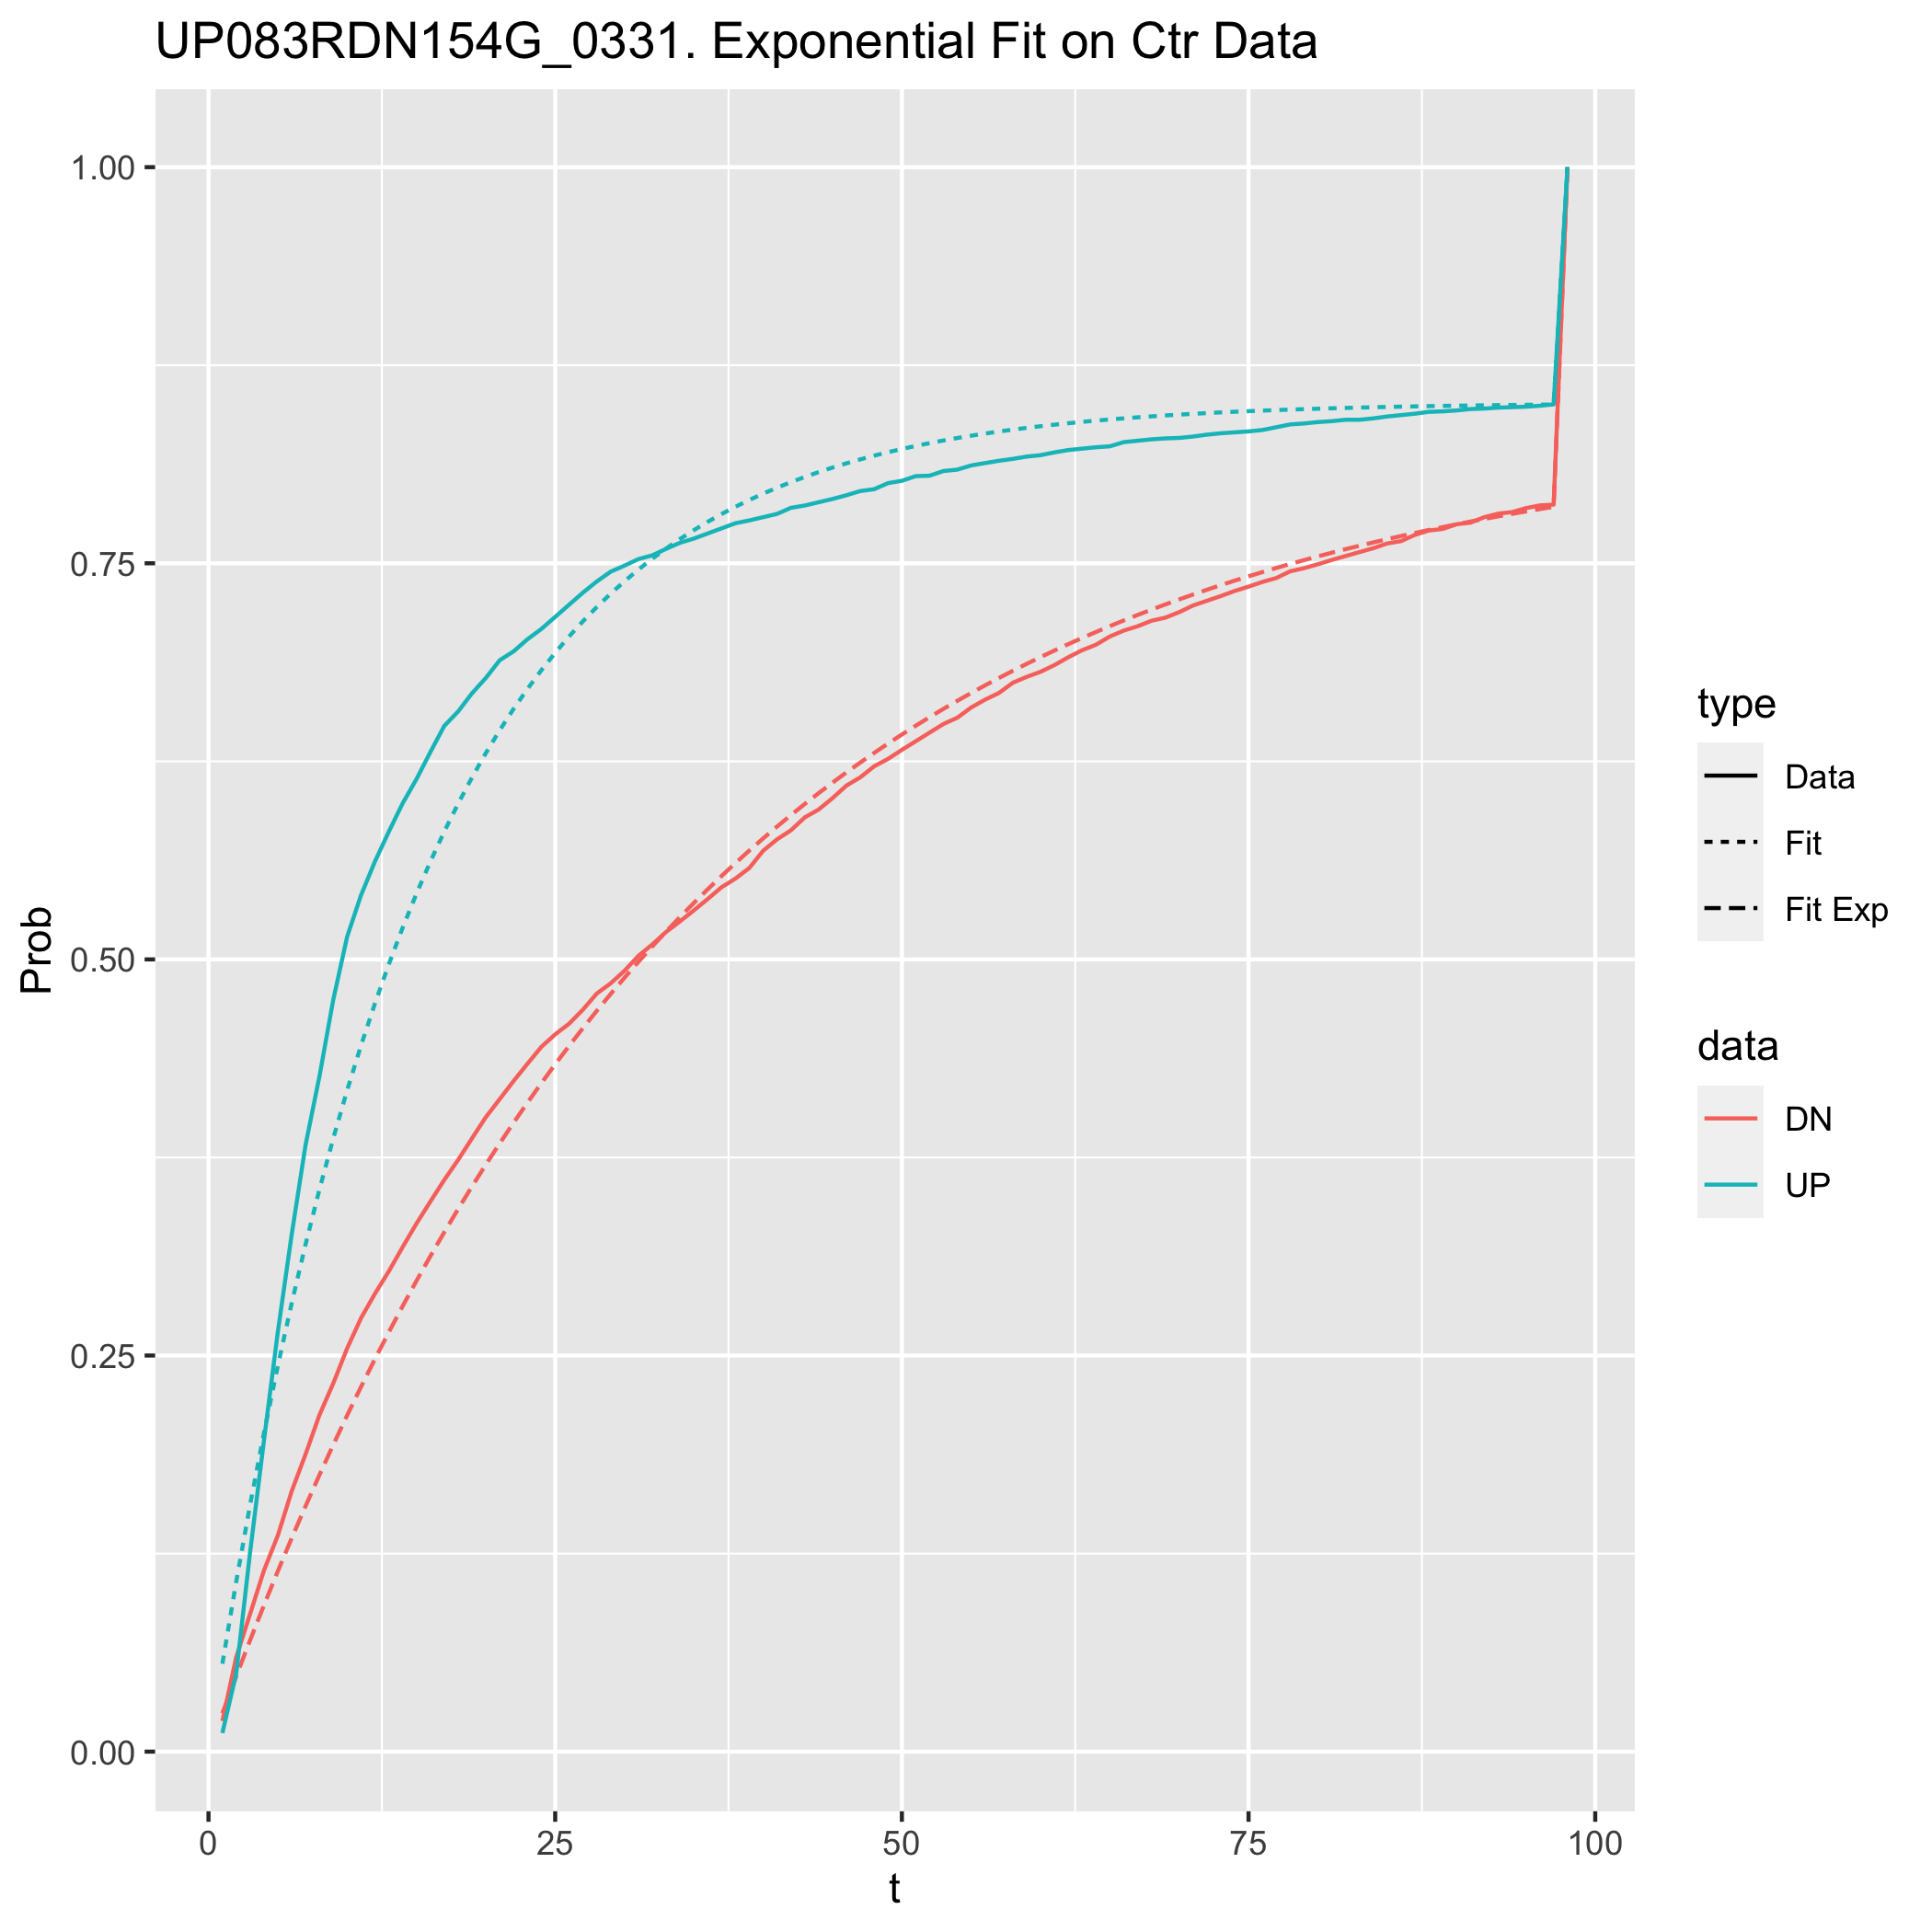 UP083RDN154G_0331. Exponential Fit on Ctr Data
1.00
0.75
0.50
0.25
0.00
Prob
0
25
50
75
100
t
type
Data
Fit
Fit Exp
data
DN
UP